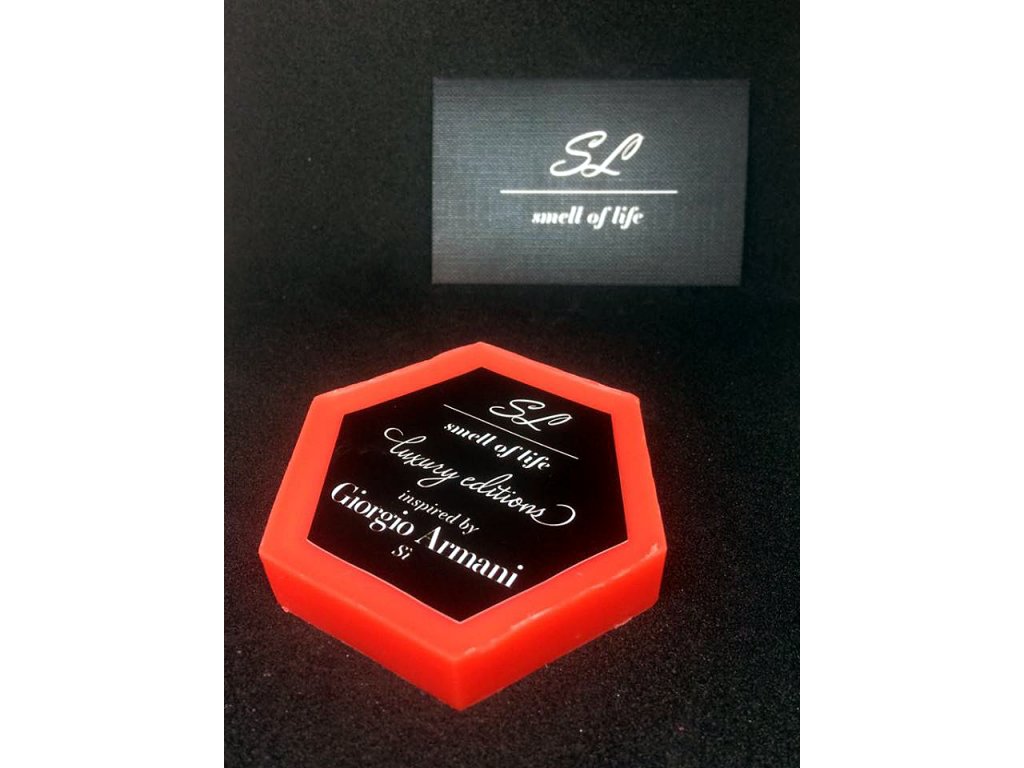 SL
smell of life
SL
smell of life
luxury editions
inspired by
Giorgio Armani
Sì